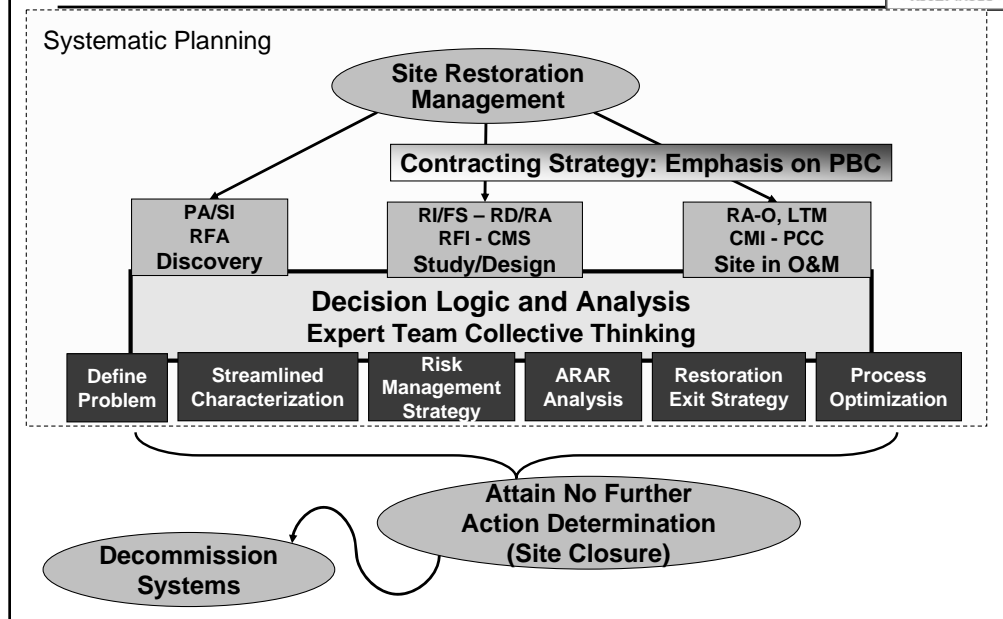 Systematic Planning
Site Restoration
Management
Contracting Strategy: Emphasis on PBC
PA/SI
RFA
Discovery
RI/FS – RD/RA
RFI - CMS
Study/Design
RA-O, LTM
CMI - PCC
Site in O&M
Decision Logic and Analysis
Expert Team Collective Thinking
Define
Problem
Streamlined
Characterization
Risk
Management
Strategy
ARAR
Analysis
Restoration
Exit Strategy
Process
Optimization
Attain No Further
Action Determination
(Site Closure)
Decommission
Systems